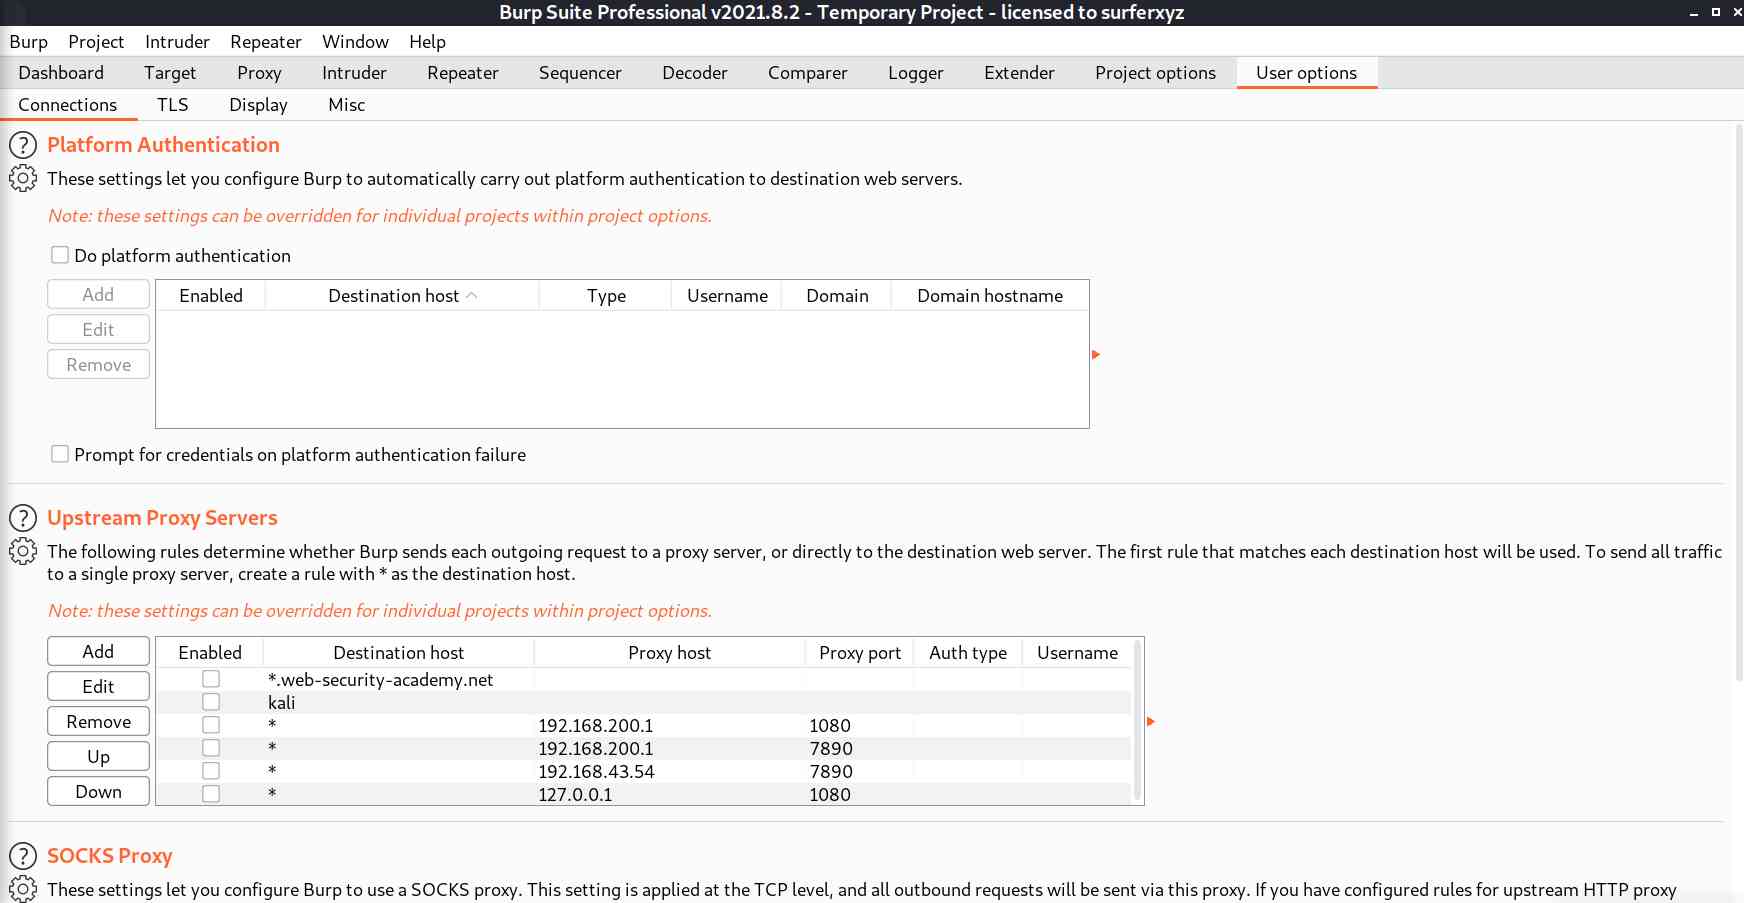 Burp Suite Professional v2021.8.2 - Temporary Project - licensed to surferxyz
Burp Project Intruder Repeater Window Help
Dashboard Target Proxy Intruder Repeater Sequencer Decoder Comparer Logger Extender Project options User options
Connections TLS Display Misc
Platform Authentication
These settings let you configure Burp to automatically carry out platform authentication to destination web servers.
Note: these settings can be overridden for individual projects within project options.
Do platform authentication
Add Enabled Destination host Type Username Domain Domain hostname
Edit
Remove
Prompt for credentials on platform authentication failure
Upstream Proxy Servers
The following rules determine whether Burp sends each outgoing request to a proxy server, or directly to the destination web server. The first rule that matches each destination host will be used. To send all traffic
to a single proxy server, create a rule with * as the destination host.
Note: these settings can be overridden for individual projects within project options.
Add Enabled Destination host Proxy host Proxy port Auth type Username
*.web-security-academy.net
Edit
kali
Remove * 192.168.200.1 1080
Up * 192.168.200.1 7890
* 192.168.43.54 7890
Down * 127.0.0.1 1080
SOCKS Proxy
These settings let you configure Burp to use a SOCKS proxy. This setting is applied at the TCP level, and all outbound requests will be sent via this proxy. If you have configured rules for upstream HTTP proxy